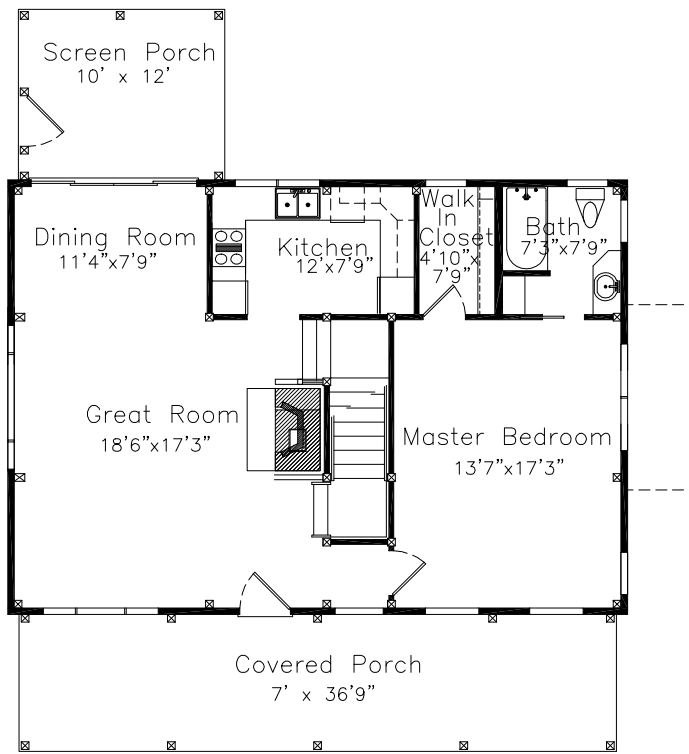 Screen Porch
10' x 12'
Dining Room
11'4"x7'9"
Kitchen
12'x7'9"
Walk
In
Closet
4'10"x
7'9"
Bath
7'3"x7'9"
Great Room
18'6"x17'3"
Master Bedroom
13'7"x17'3"
Covered Porch
7' x 36'9"